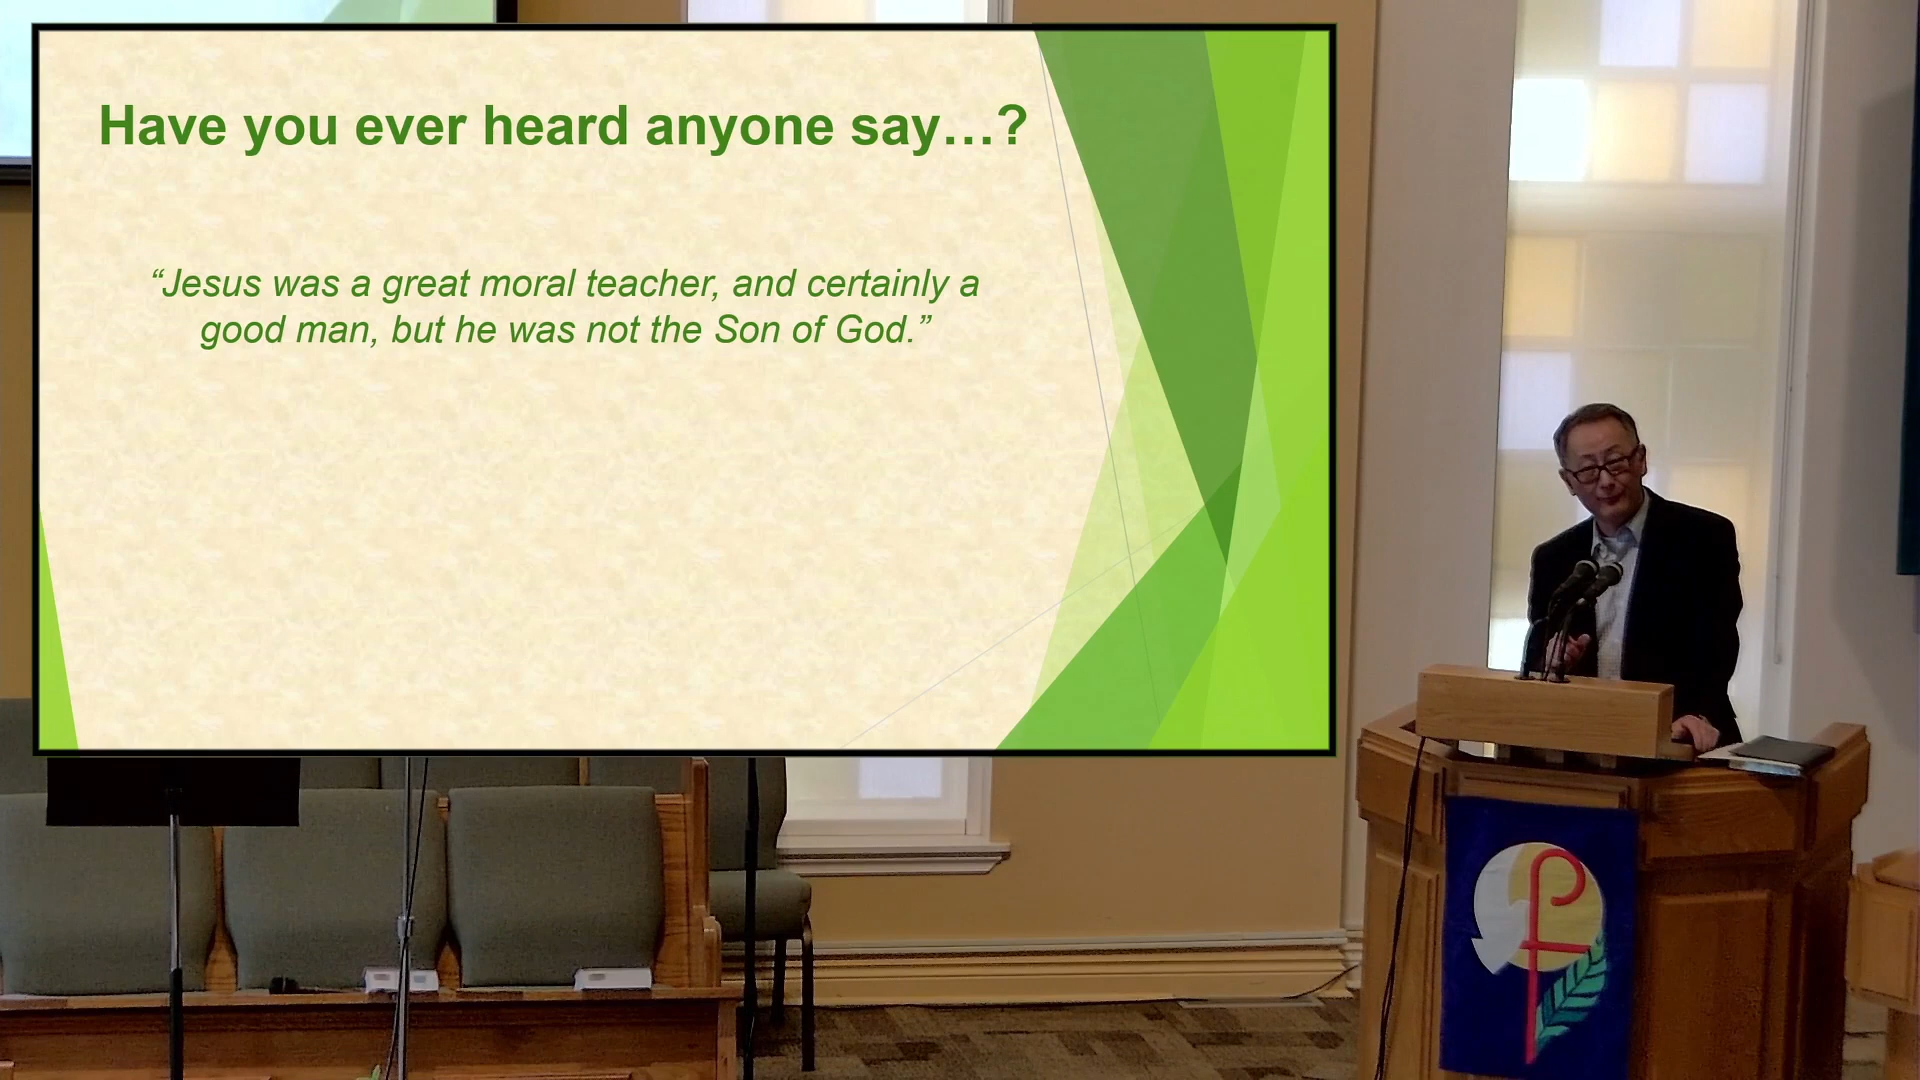 Have you ever heard anyone say…?
“Jesus was a great moral teacher, and certainly a
good man, but he was not the Son of God.”